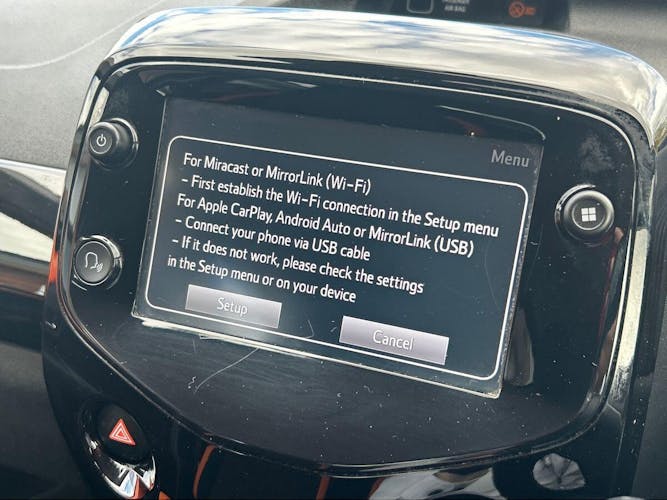 AIR BAG
Menu
For Miracast or MirrorLink (Wi-Fi)
- First establish the Wi-Fi connection in the Setup menu
For Apple CarPlay, Android Auto or MirrorLink (USB)
- Connect your phone via USB cable
- If it does not work, please check the settings
in the Setup menu or on your device
Setup
Cancel